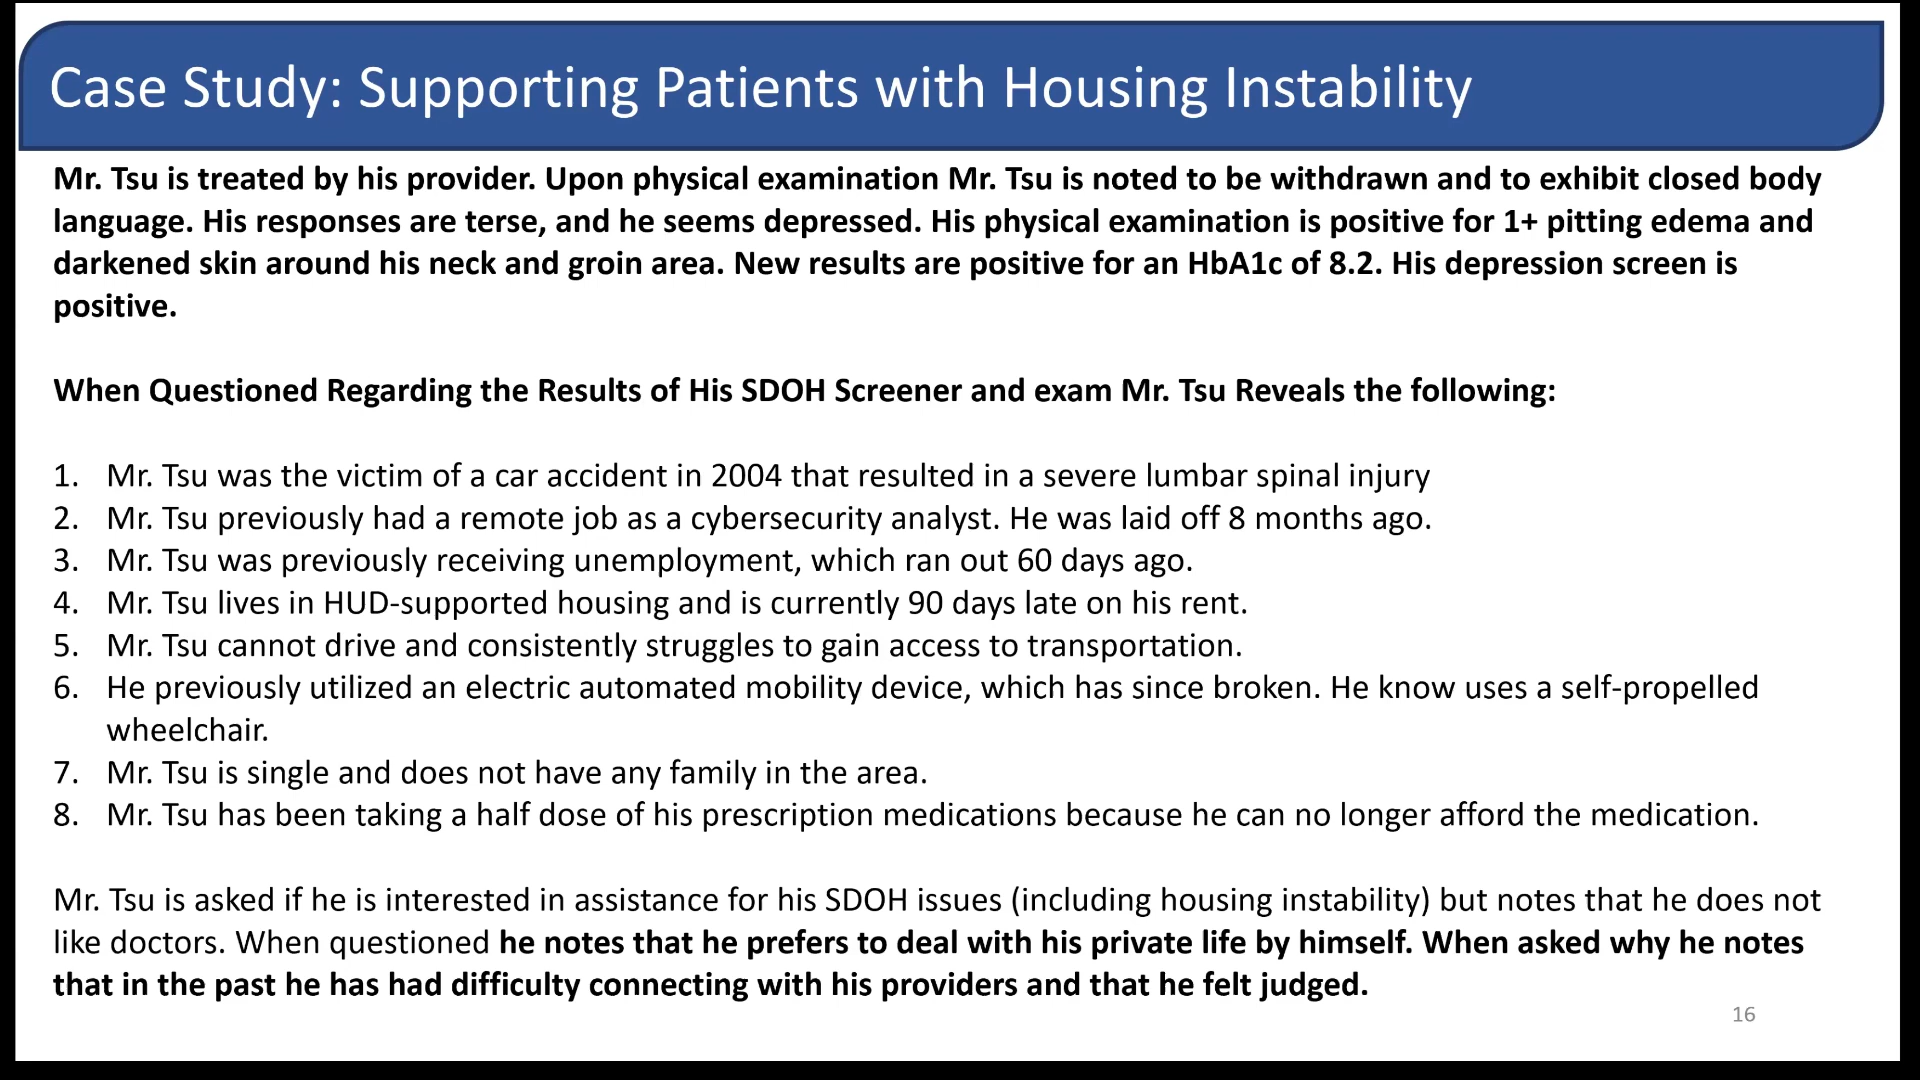 Case Study: Supporting Patients with Housing Instability
Mr. Tsu is treated by his provider. Upon physical examination Mr. Tsu is noted to be withdrawn and to exhibit closed body
language. His responses are terse, and he seems depressed. His physical examination is positive for 1+ pitting edema and
darkened skin around his neck and groin area. New results are positive for an HbA1c of 8.2. His depression screen is
positive.
When Questioned Regarding the Results of His SDOH Screener and exam Mr. Tsu Reveals the following:
1. Mr. Tsu was the victim of a car accident in 2004 that resulted in a severe lumbar spinal injury
2. Mr. Tsu previously had a remote job as a cybersecurity analyst. He was laid off 8 months ago.
3. Mr. Tsu was previously receiving unemployment, which ran out 60 days ago.
4. Mr. Tsu lives in HUD-supported housing and is currently 90 days late on his rent.
5. Mr. Tsu cannot drive and consistently struggles to gain access to transportation.
6. He previously utilized an electric automated mobility device, which has since broken. He know uses a self-propelled
wheelchair.
7. Mr. Tsu is single and does not have any family in the area.
8. Mr. Tsu has been taking a half dose of his prescription medications because he can no longer afford the medication.
Mr. Tsu is asked if he is interested in assistance for his SDOH issues (including housing instability) but notes that he does not
like doctors. When questioned he notes that he prefers to deal with his private life by himself. When asked why he notes
that in the past he has had difficulty connecting with his providers and that he felt judged.
16